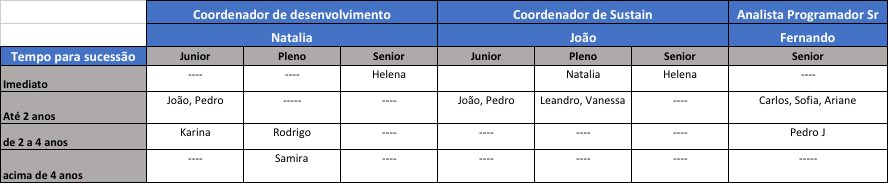 Coordenador de desenvolvimento Coordenador de Sustain Analista Programador Sr
Natalia João Fernando
Tempo para sucessão Junior Pleno Senior Junior Pleno Senior Senior
Imediato ---- ---- Helena Natalia Helena ----
Até 2 anos João, Pedro ----- ---- João, Pedro Leandro, Vanessa ---- Carlos, Sofia, Ariane
de 2 a 4 anos Karina Rodrigo ---- ---- ---- ---- Pedro J
acima de 4 anos ---- Samira ---- ---- ---- ---- -----